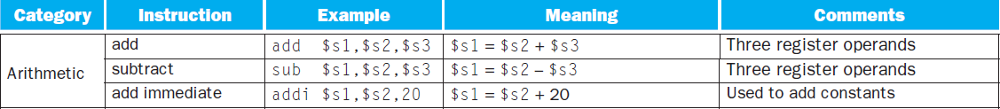 Category Instruction Example Meaning Comments
Arithmetic
add add $s1,$s2,$s3 $s1 = $s2 + $s3 Three register operands
subtract sub $s1,$s2,$s3 $s1 = $s2 – $s3 Three register operands
add immediate addi $s1,$s2,20 $s1 = $s2 + 20 Used to add constants